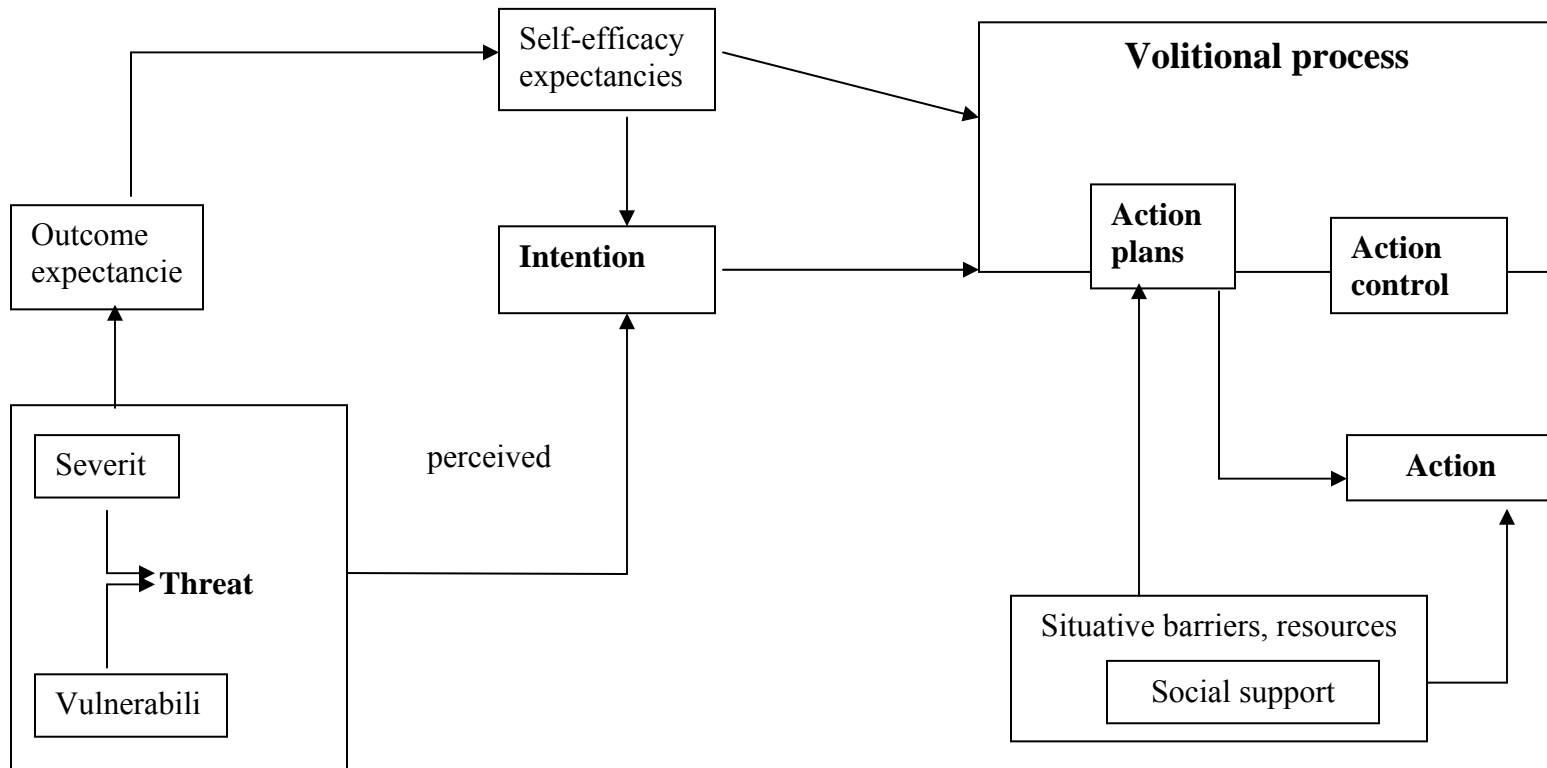 Self-efficacy
expectancies
Volitional process
Outcome
expectancie
Intention
Action
plans
Action
control
Severit
perceived
Action
Threat
Situative barriers, resources
Social support
Vulnerabili